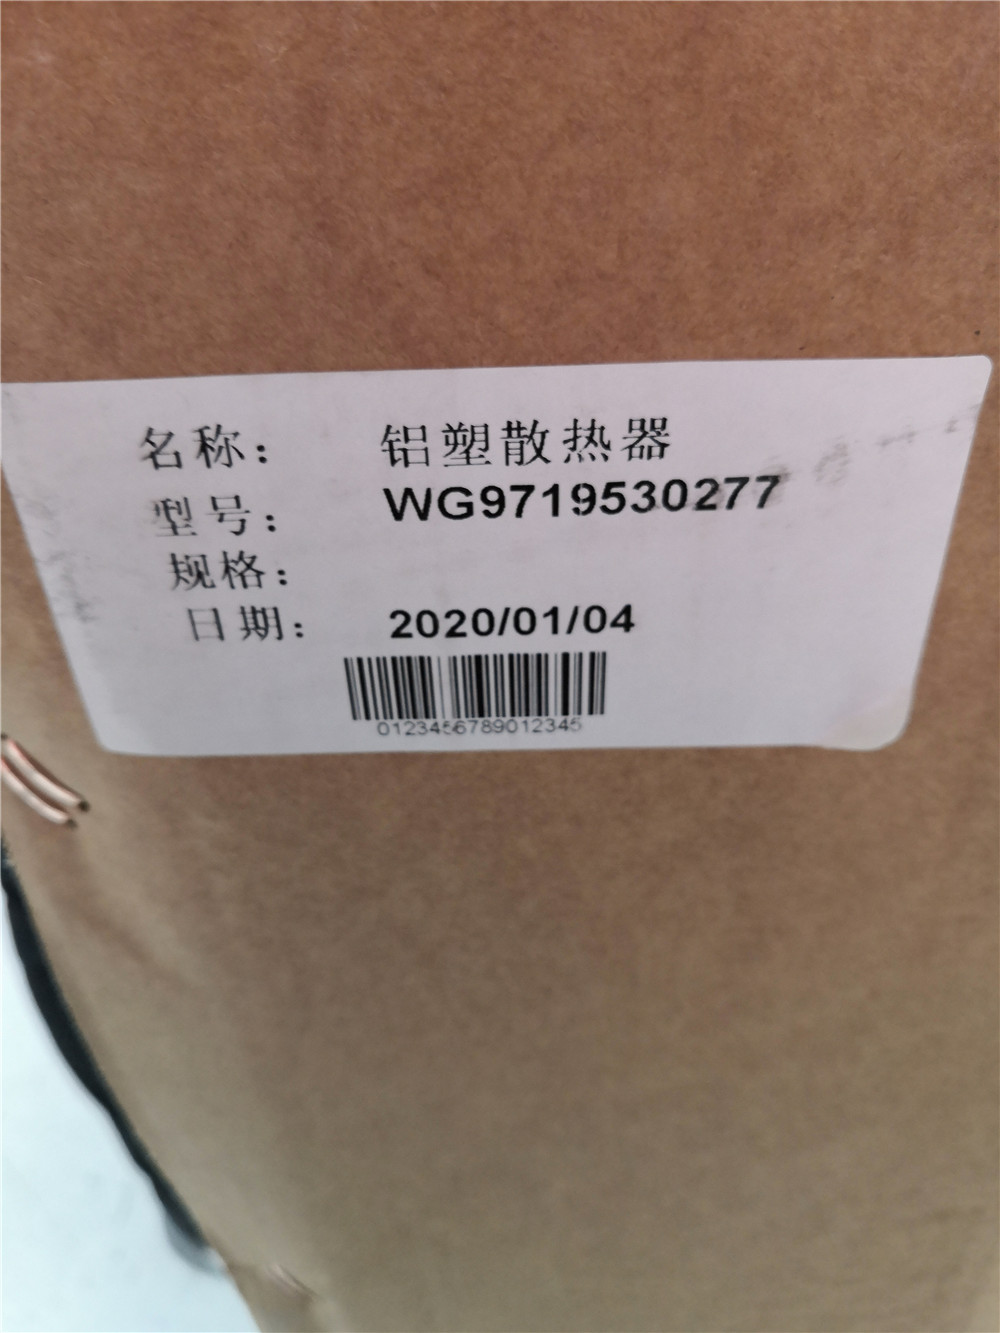 名称： 铝塑散热器
型号： WG9719530277
规格：
日期： 2020/01/04
0123456789012345